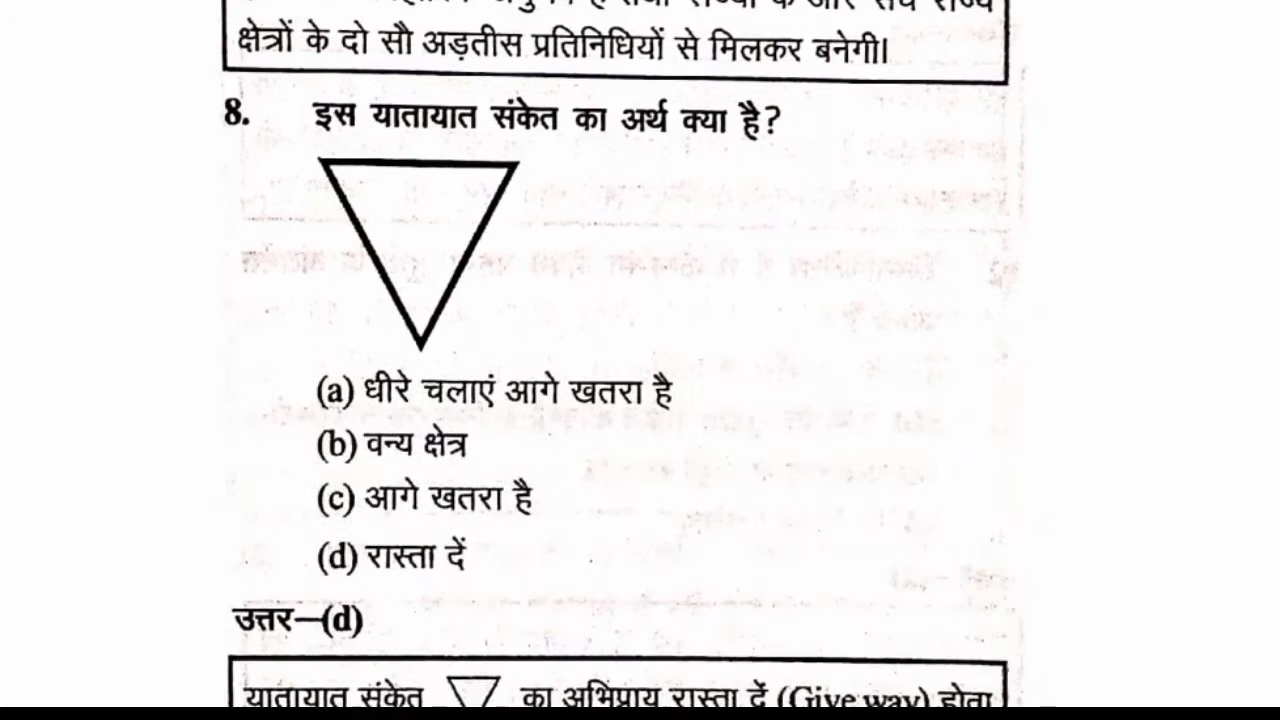 क्षेत्रों के दो सौ अड़तीस प्रतिनिधियों से मिलकर बनेगी।
8. इस यातायात संकेत का अर्थ क्या है?
(a) धीरे चलाएं आगे खतरा है
(b) वन्य क्षेत्र
(c) आगे खतरा है
(d) रास्ता दें
उत्तर—(d)
यातायात संकेत का अभिप्राय रास्ता दें (Give way) होता